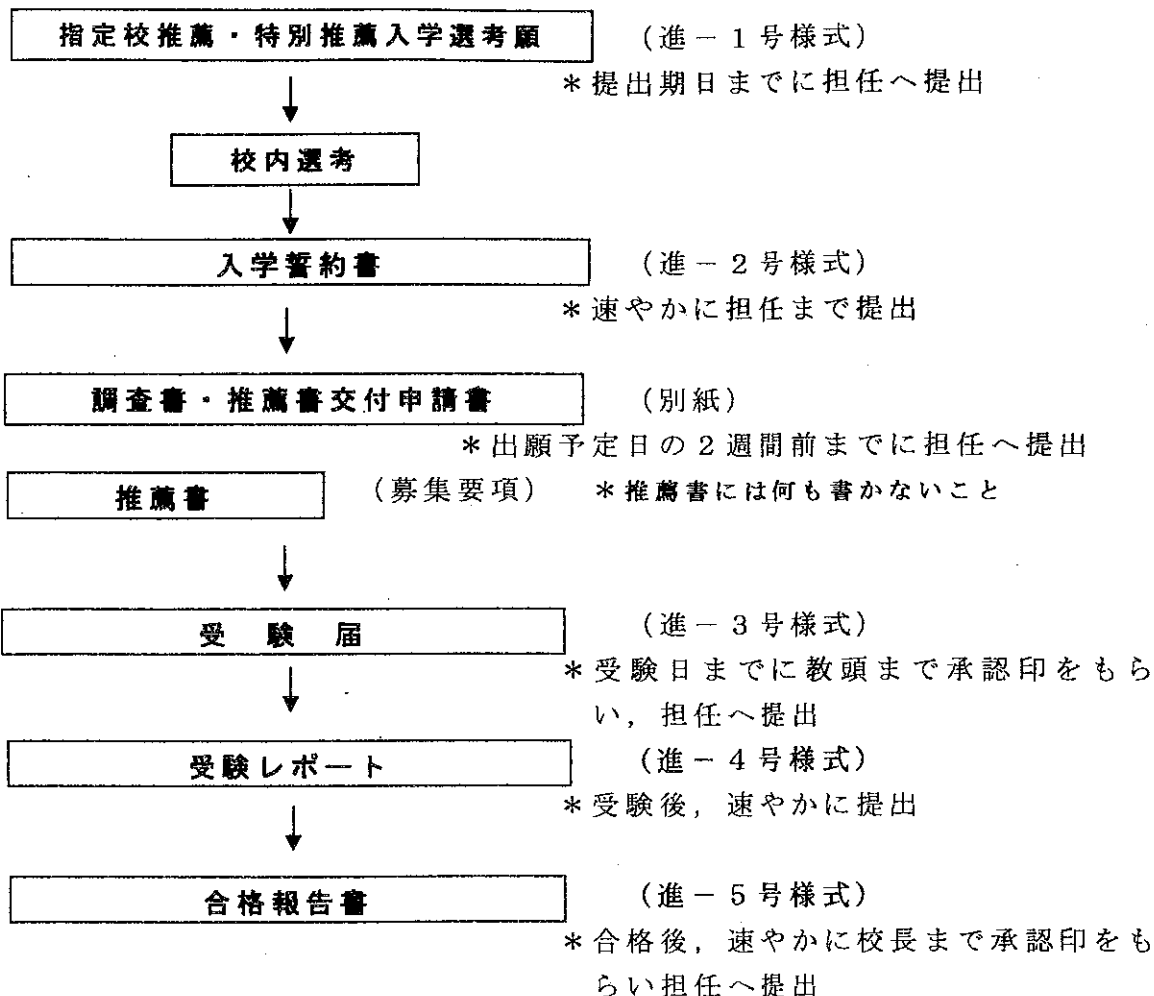 指定校推薦・特別推薦入学選考願 (進－1号様式)
＊提出期日までに担任へ提出
校内選考
入学誓約書 (進－2号様式)
＊速やかに担任まで提出
調査書・推薦書交付申請書 (別紙)
＊出願予定日の2週間前までに担任へ提出
推薦書 (募集要項) ＊推薦書には何も書かないこと
受験届 (進－3号様式)
＊受験日までに教頭まで承認印をもら
い，担任へ提出
受験レポート (進－4号様式)
＊受験後，速やかに提出
合格報告書 (進－5号様式)
＊合格後，速やかに校長まで承認印をも
らい担任へ提出